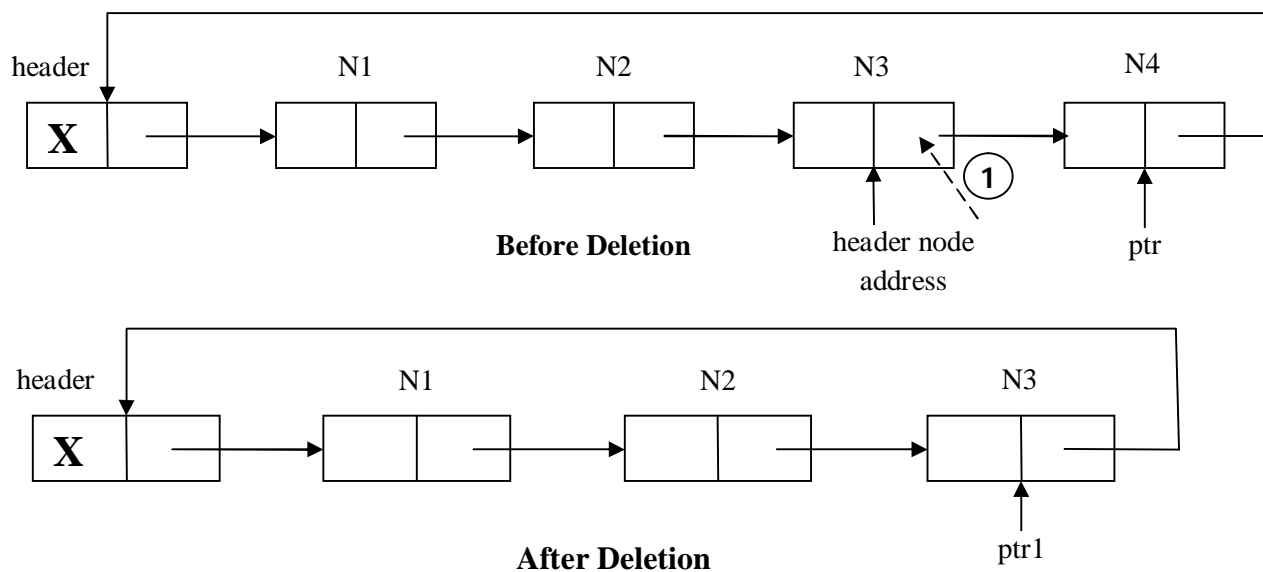 header N1 N2 N3 N4
X
1
Before Deletion
header node
address
ptr
header N1 N2 N3
X
ptr1
After Deletion